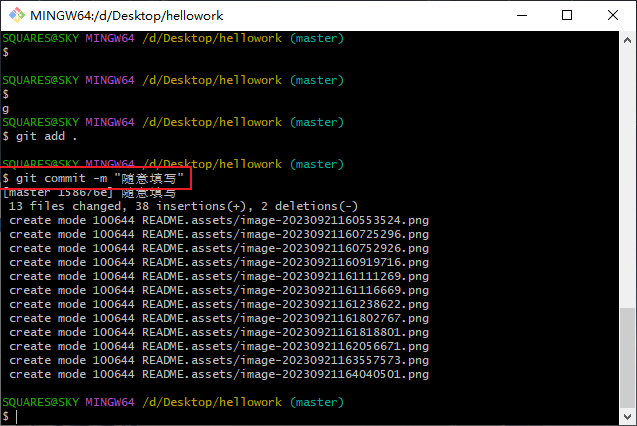 MINGW64:/d/Desktop/hellowork
SQUARES@SKY MINGW64 /d/Desktop/hellowork (master)
$
SQUARES@SKY MINGW64 /d/Desktop/hellowork (master)
$
g
SQUARES@SKY MINGW64 /d/Desktop/hellowork (master)
$ git add .
SQUARES@SKY MINGW64 /d/Desktop/hellowork (master)
$ git commit -m "随意填写"
[master 158676e] 随意填写
13 files changed, 38 insertions(+), 2 deletions(-)
create mode 100644 README.assets/image-20230921160553524.png
create mode 100644 README.assets/image-20230921160725296.png
create mode 100644 README.assets/image-20230921160752926.png
create mode 100644 README.assets/image-20230921160919716.png
create mode 100644 README.assets/image-20230921161111269.png
create mode 100644 README.assets/image-20230921161116669.png
create mode 100644 README.assets/image-20230921161238622.png
create mode 100644 README.assets/image-20230921161802767.png
create mode 100644 README.assets/image-20230921161818801.png
create mode 100644 README.assets/image-20230921162056671.png
create mode 100644 README.assets/image-20230921163557573.png
create mode 100644 README.assets/image-20230921164040501.png
SQUARES@SKY MINGW64 /d/Desktop/hellowork (master)
$